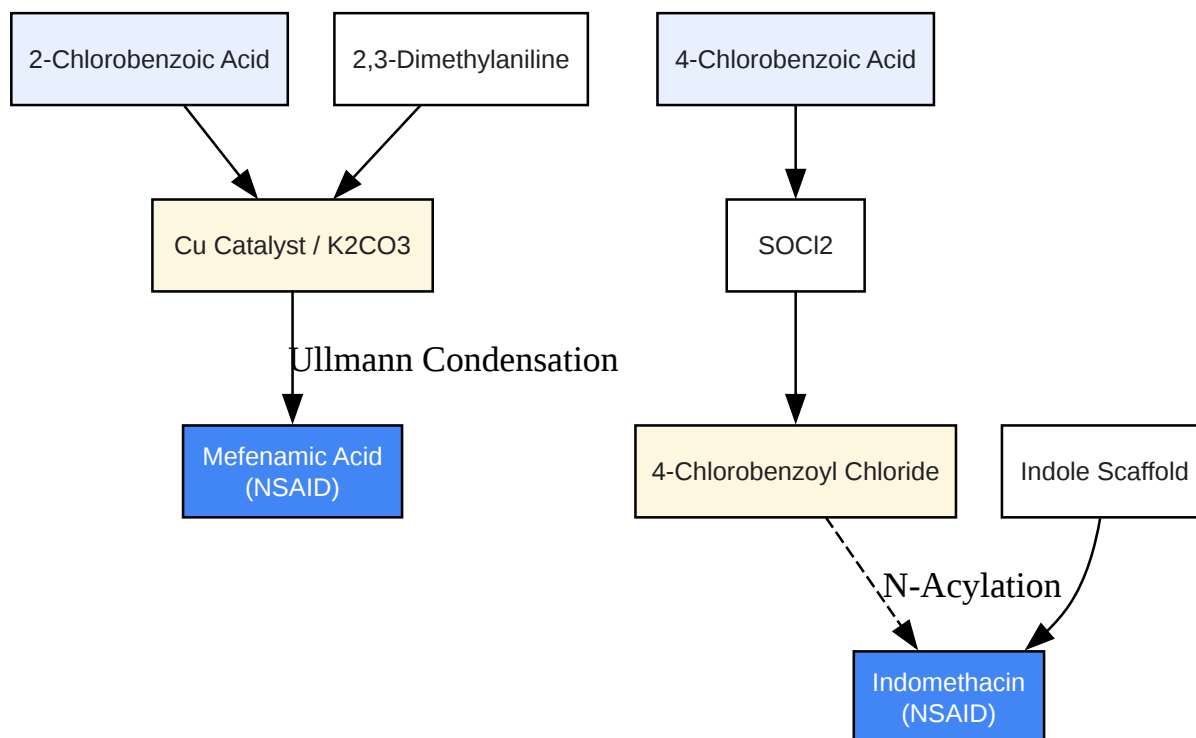 2-Chlorobenzoic Acid
2,3-Dimethylaniline
4-Chlorobenzoic Acid
Cu Catalyst / K2CO3
SOCl2
Ullmann Condensation
Mefenamic Acid
(NSAID)
4-Chlorobenzoyl Chloride
Indole Scaffold
N-Acylation
Indomethacin
(NSAID)